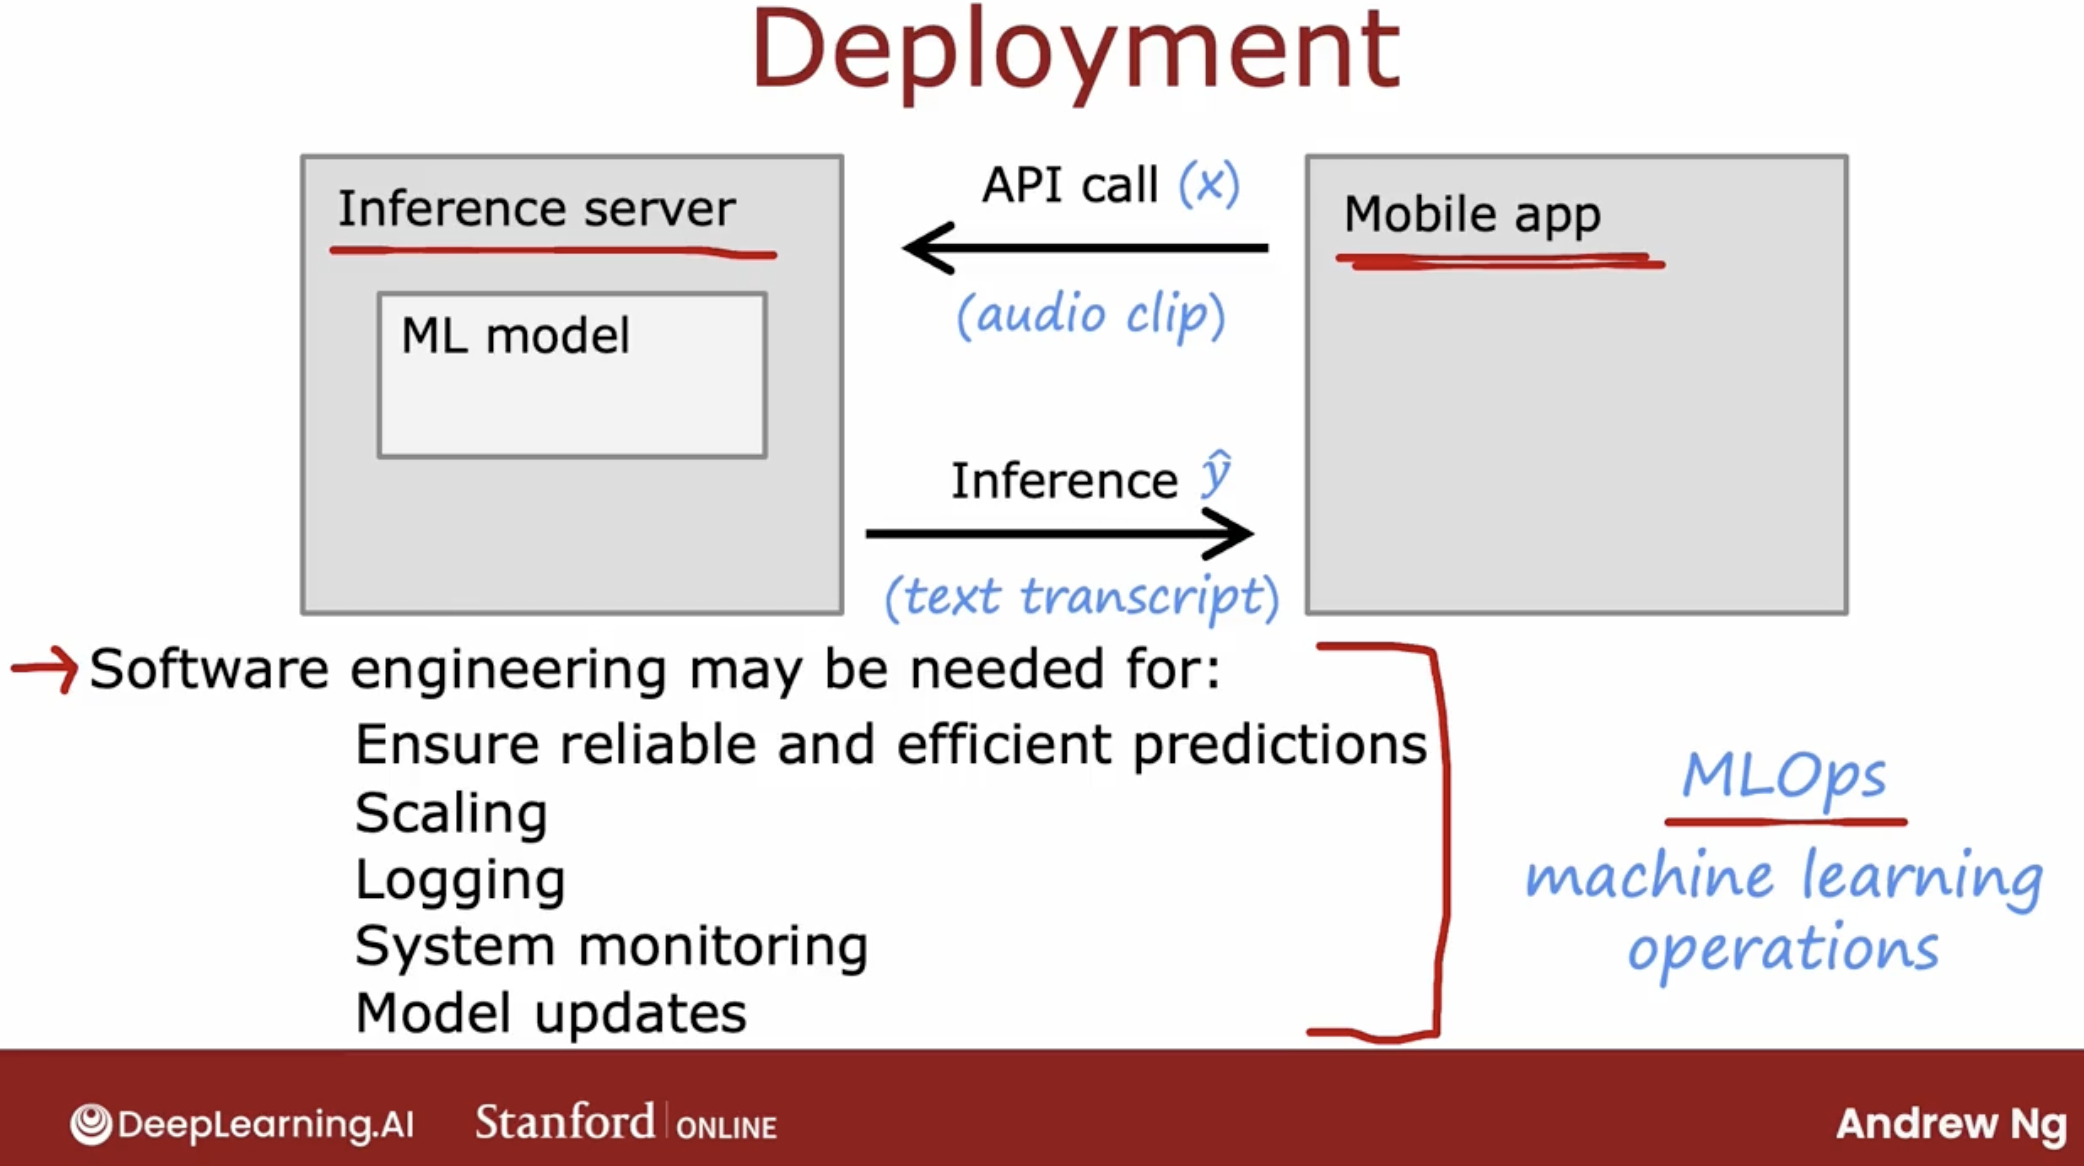 Deployment
Inference server
ML model
API call (x)
(audio clip)
Inference ŷ
(text transcript)
Mobile app
Software engineering may be needed for:
Ensure reliable and efficient predictions
Scaling
Logging
System monitoring
Model updates
MLOps
machine learning
operations
DeepLearning.AI
Stanford | ONLINE
Andrew Ng